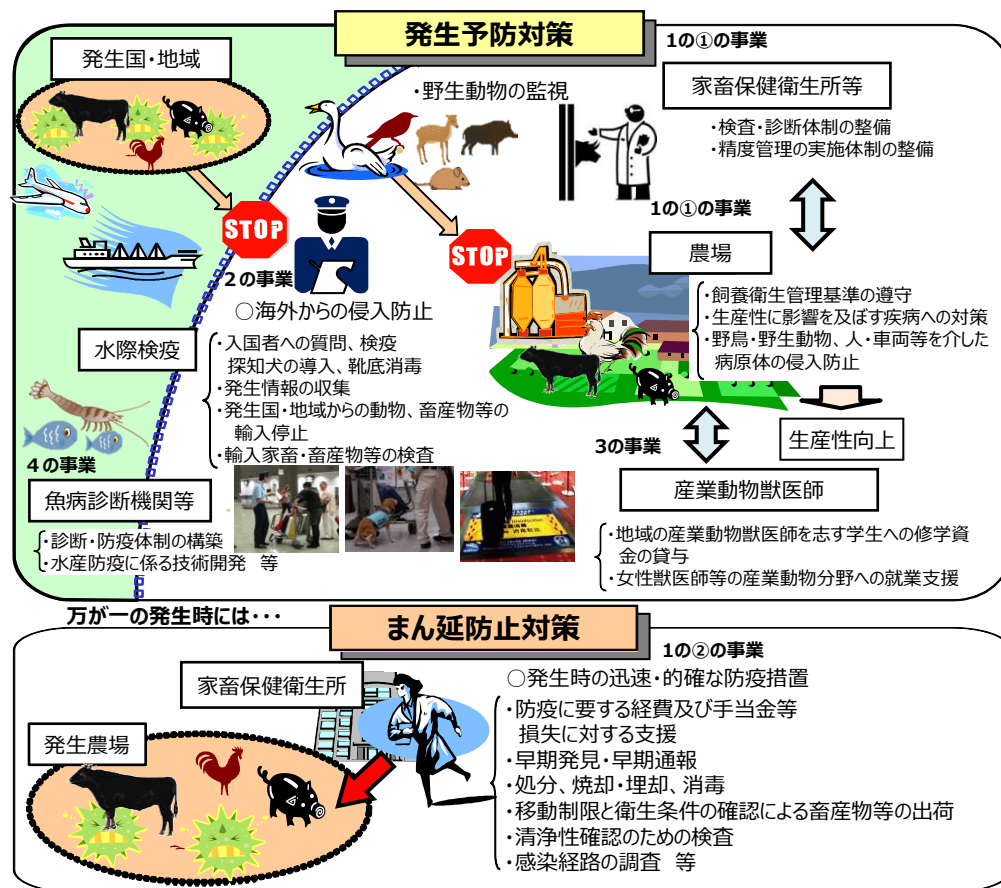 発生予防対策
発生国・地域
・野生動物の監視
1の①の事業
家畜保健衛生所等
・検査・診断体制の整備
・精度管理の実施体制の整備
STOP
STOP
1の①の事業
農場
・飼養衛生管理基準の遵守
・生産性に影響を及ぼす疾病への対策
・野鳥・野生動物、人・車両等を介した
病原体の侵入防止
生産性向上
2の事業
○海外からの侵入防止
水際検疫
・入国者への質問、検疫
探知犬の導入、靴底消毒
・発生情報の収集
・発生国・地域からの動物、畜産物等の
輸入停止
・輸入家畜・畜産物等の検査
3の事業
産業動物獣医師
・地域の産業動物獣医師を志す学生への修学資
金の貸与
・女性獣医師等の産業動物分野への就業支援
4の事業
魚病診断機関等
・診断・防疫体制の構築
・水産防疫に係る技術開発 等
万が一の発生時には・・・
まん延防止対策
1の②の事業
家畜保健衛生所
発生農場
○発生時の迅速・的確な防疫措置
・防疫に要する経費及び手当金等
損失に対する支援
・早期発見・早期通報
・処分、焼却・埋却、消毒
・移動制限と衛生条件の確認による畜産物等の出荷
・清浄性確認のための検査
・感染経路の調査 等